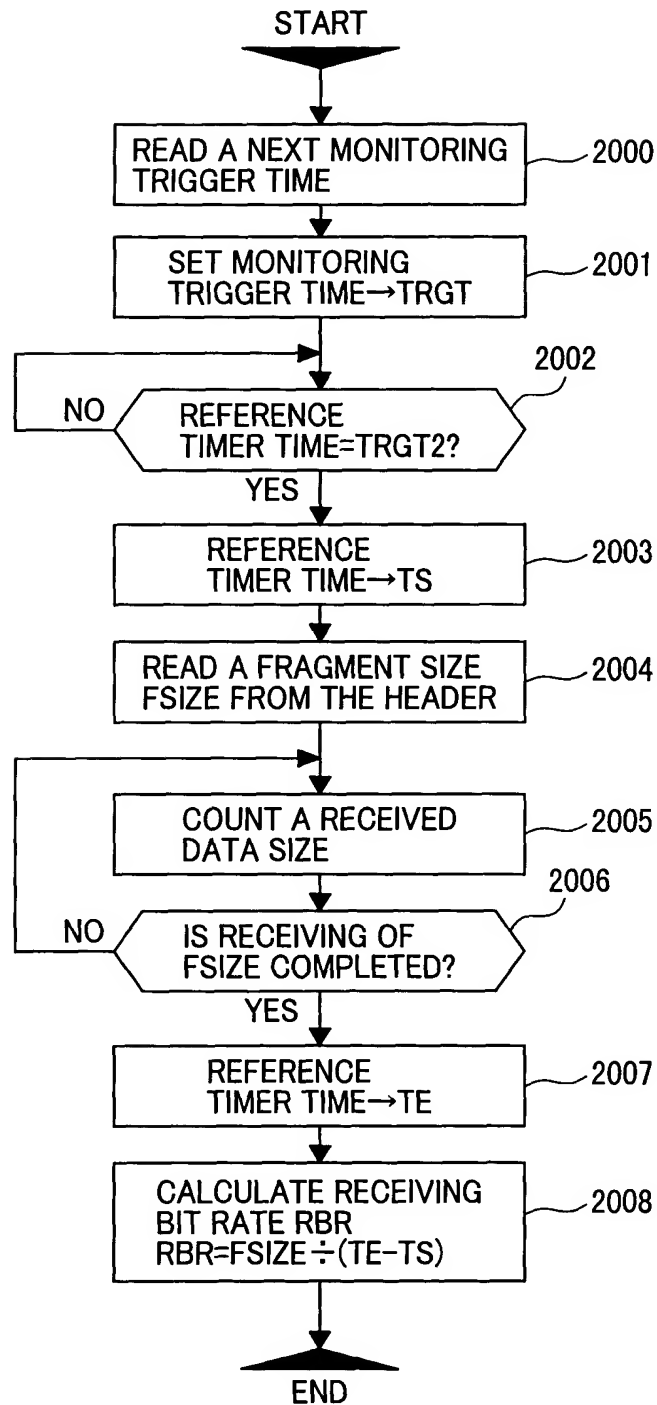 START
READ A NEXT MONITORING
TRIGGER TIME
2000
SET MONITORING
TRIGGER TIME→TRGT
2001
2002
NO
REFERENCE
TIMER TIME=TRGT2?
YES
REFERENCE
TIMER TIME→TS
2003
READ A FRAGMENT SIZE
FSIZE FROM THE HEADER
2004
COUNT A RECEIVED
DATA SIZE
2005
2006
NO
IS RECEIVING OF
FSIZE COMPLETED?
YES
REFERENCE
TIMER TIME→TE
2007
CALCULATE RECEIVING
BIT RATE RBR
RBR=FSIZE÷(TE-TS)
2008
END